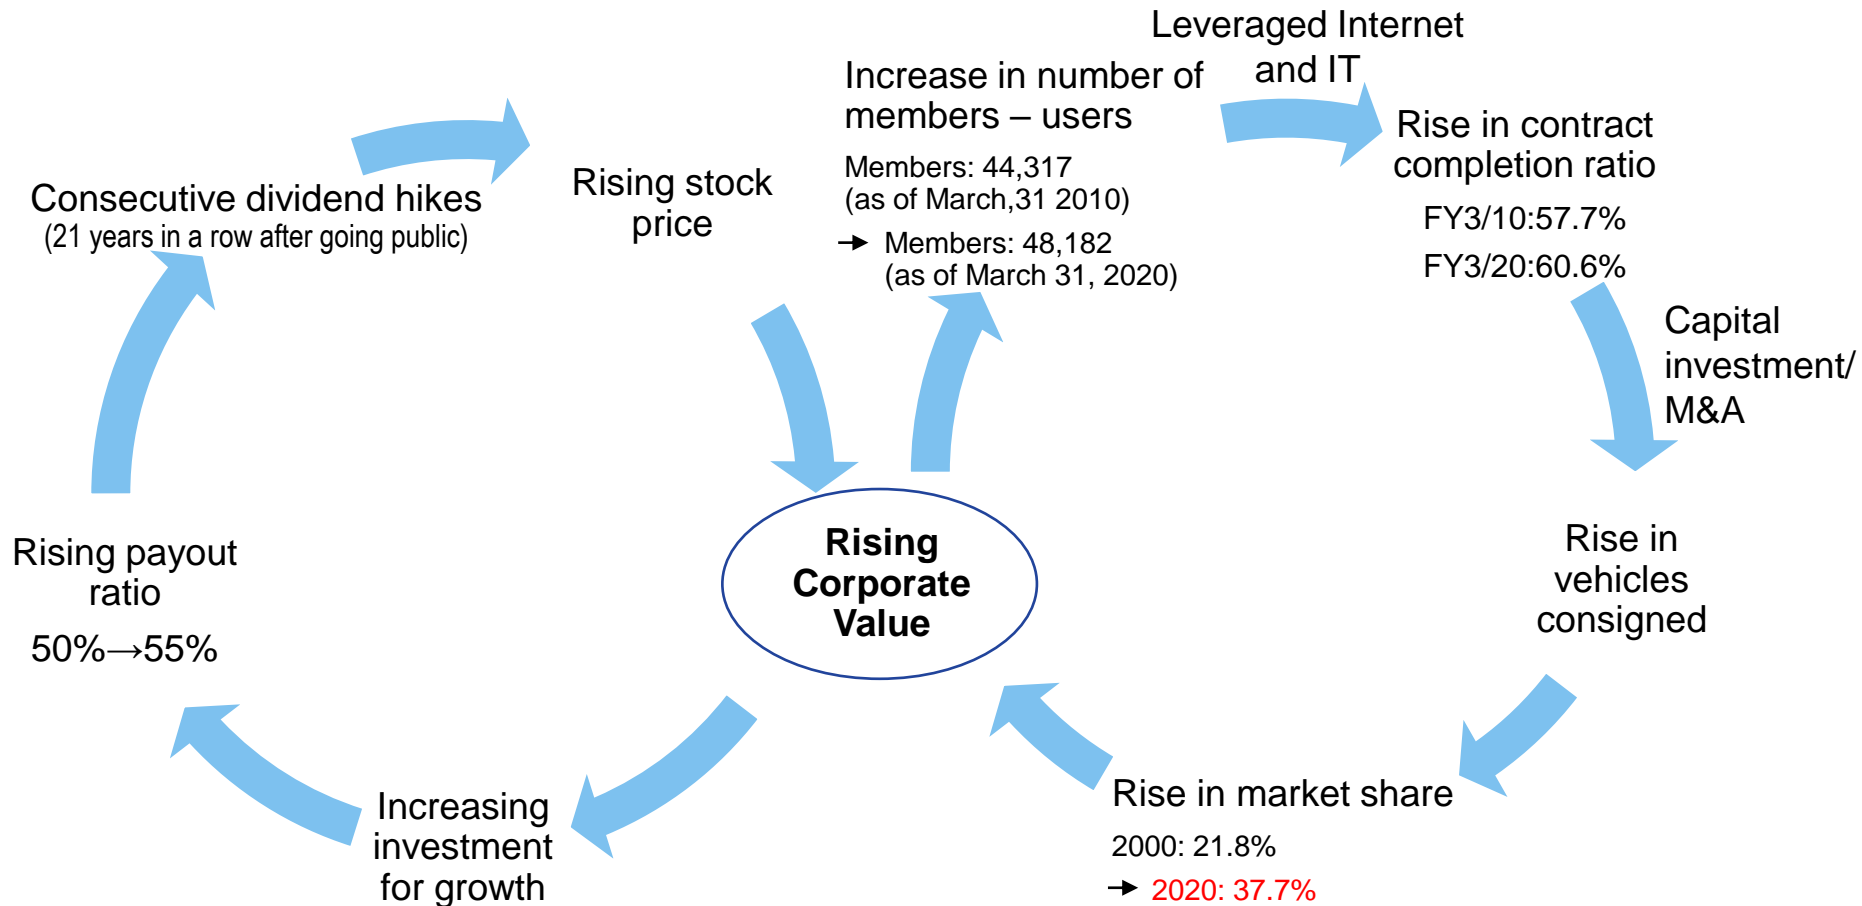 Leveraged Internet
and IT
Increase in number of
members – users
Members: 44,317
(as of March,31 2010)
→ Members: 48,182
(as of March 31, 2020)
Rise in contract
completion ratio
FY3/10:57.7%
FY3/20:60.6%
Capital
investment/
M&A
Rise in
vehicles
consigned
Rise in market share
2000: 21.8%
→ 2020: 37.7%
Rising
Corporate
Value
Increasing
investment
for growth
Rising payout
ratio
50%→55%
Consecutive dividend hikes
(21 years in a row after going public)
Rising stock
price